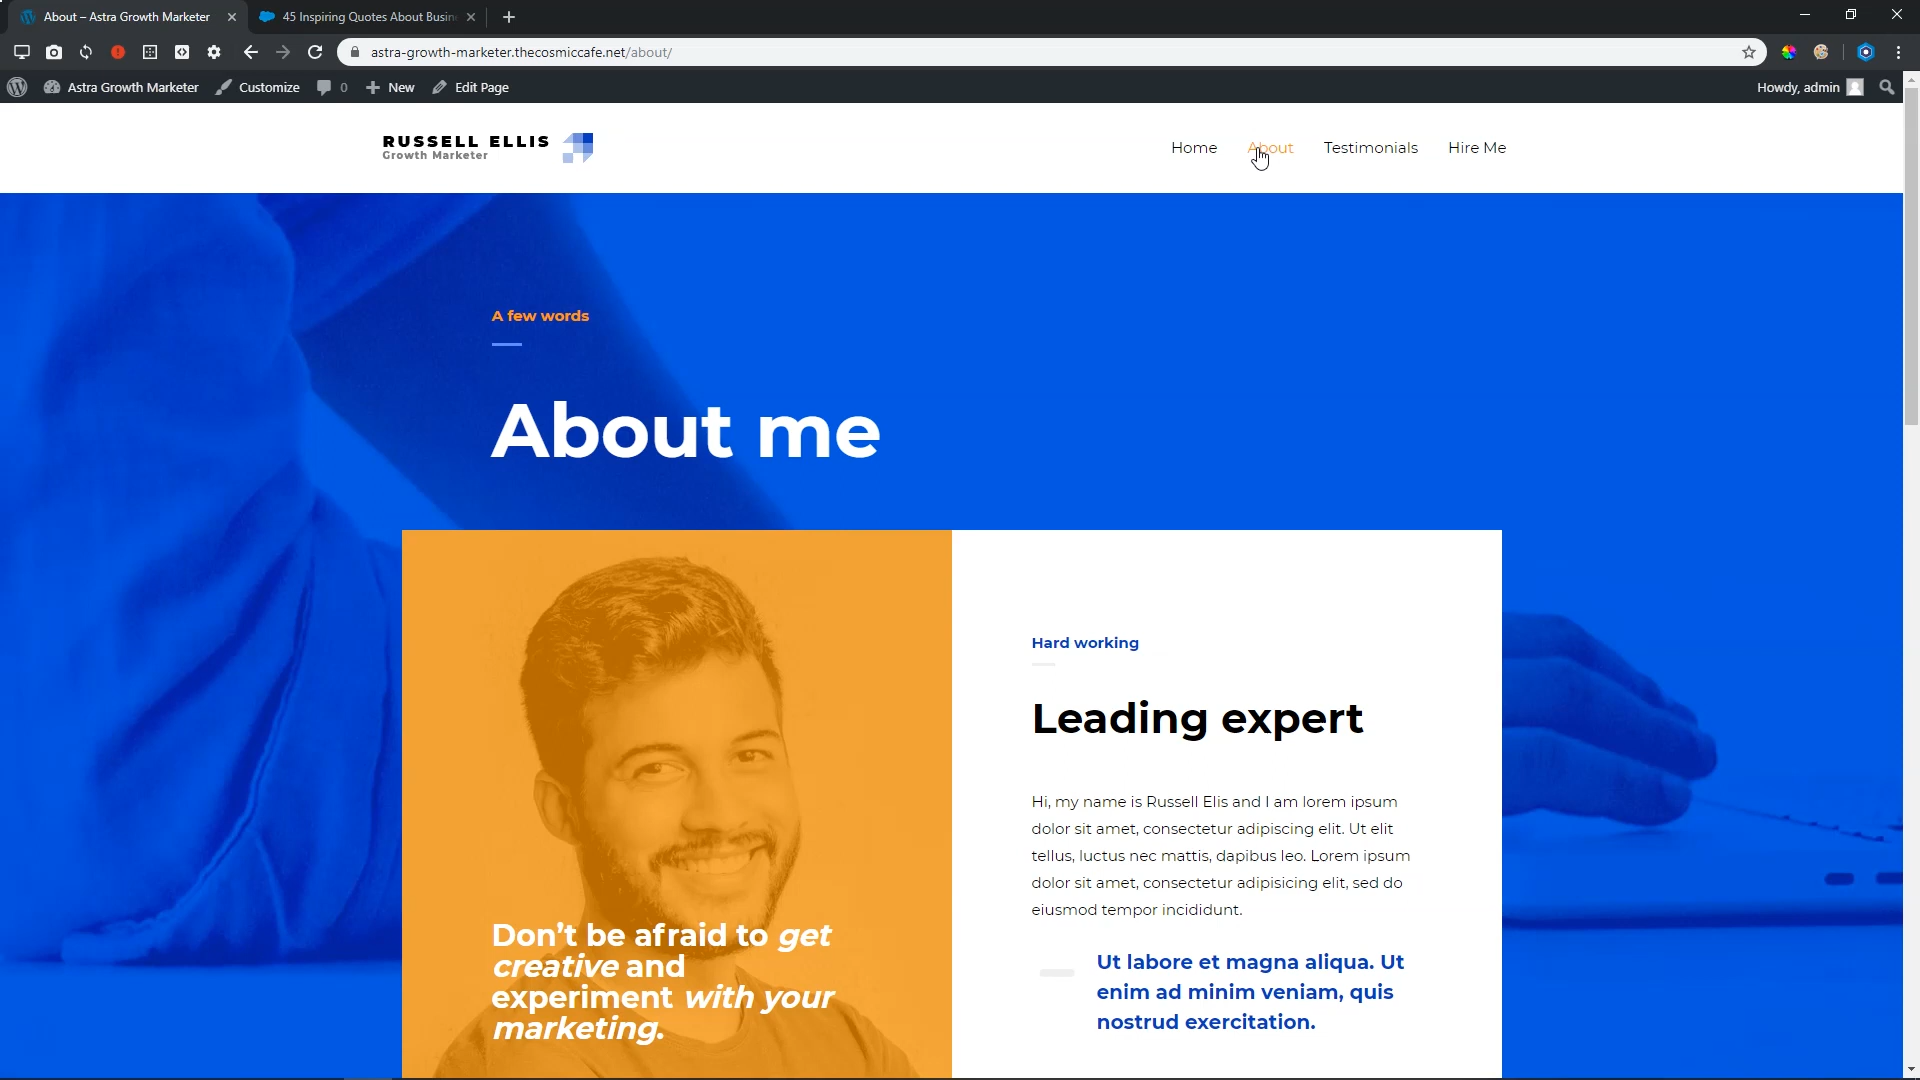 About – Astra Growth Marketer
45 Inspiring Quotes About Busin
astra-growth-marketer.thecosmiccafe.net/about/
Astra Growth Marketer
Customize
0
New
Edit Page
Howdy, admin
RUSSELL ELLIS
Growth Marketer
Home
About
Testimonials
Hire Me
A few words
About me
Don't be afraid to get
creative and
experiment with your
marketing.
Hard working
Leading expert
Hi, my name is Russell Elis and I am lorem ipsum
dolor sit amet, consectetur adipiscing elit. Ut elit
tellus, luctus nec mattis, dapibus leo. Lorem ipsum
dolor sit amet, consectetur adipisicing elit, sed do
eiusmod tempor incididunt.
Ut labore et magna aliqua. Ut
enim ad minim veniam, quis
nostrud exercitation.